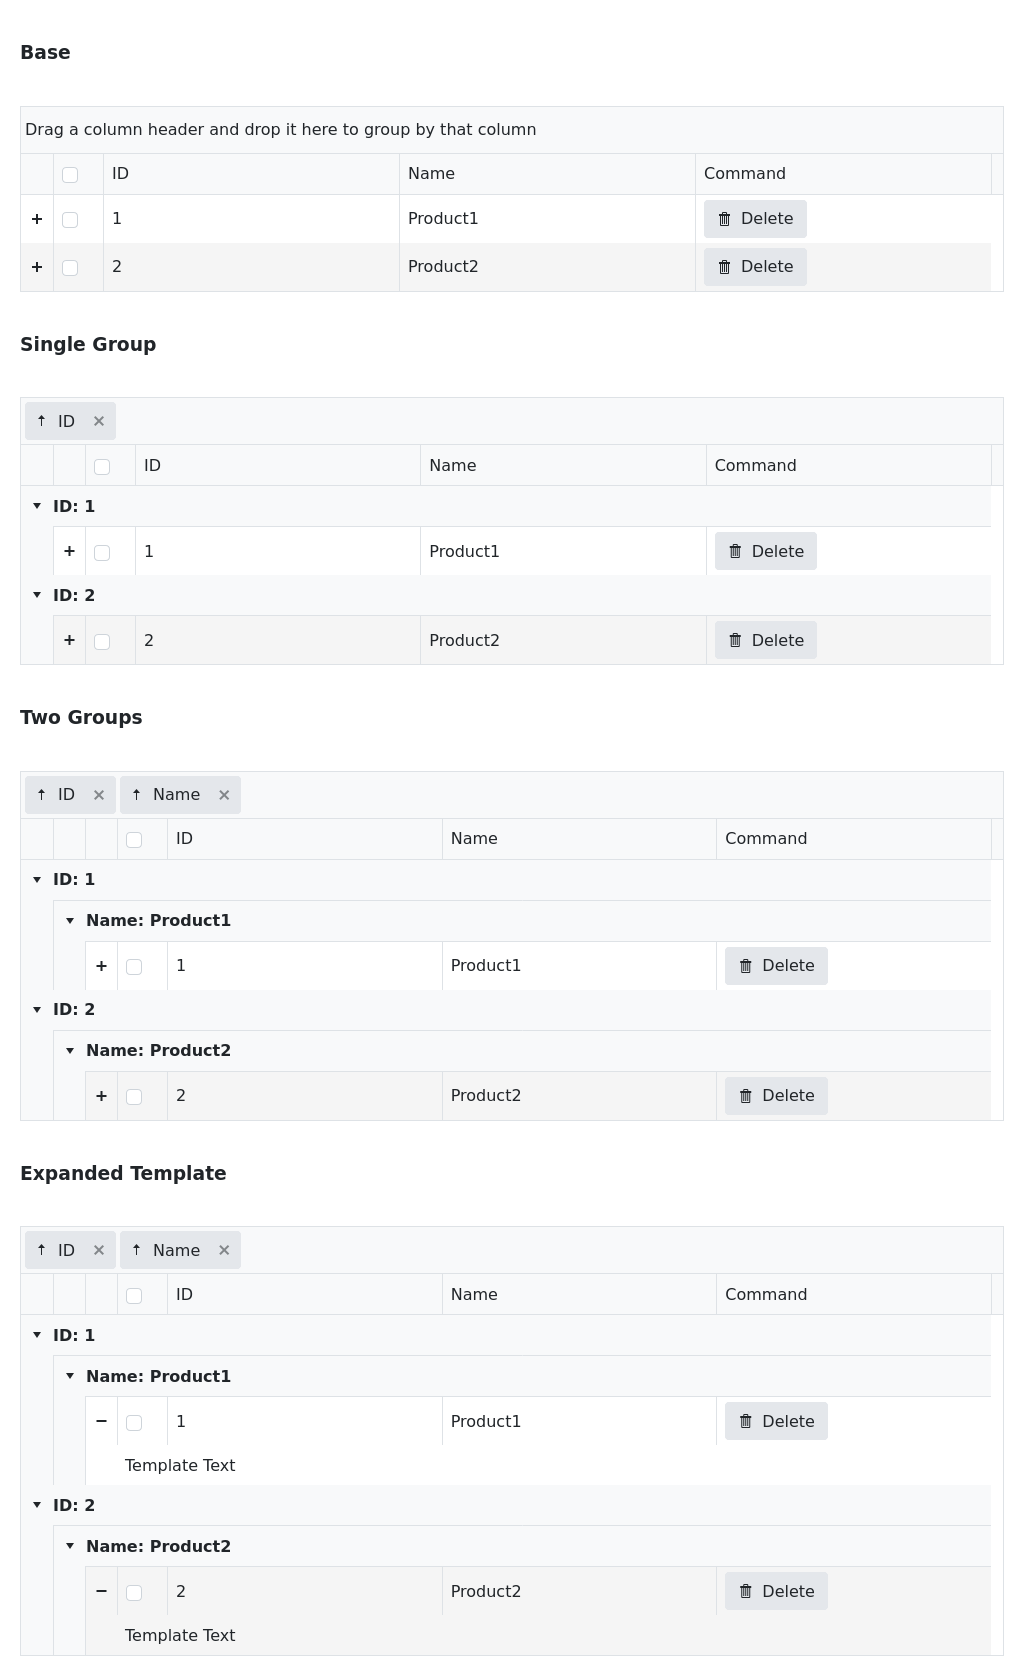 Base
Drag a column header and drop it here to group by that column
ID Name Command
+ 1 Product1 Delete
+ 2 Product2 Delete
Single Group
↑ ID ×
ID Name Command
ID: 1
+ 1 Product1 Delete
ID: 2
+ 2 Product2 Delete
Two Groups
↑ ID × ↑ Name ×
ID Name Command
ID: 1
Name: Product1
+ 1 Product1 Delete
ID: 2
Name: Product2
+ 2 Product2 Delete
Expanded Template
↑ ID × ↑ Name ×
ID Name Command
ID: 1
Name: Product1
− 1 Product1 Delete
Template Text
ID: 2
Name: Product2
− 2 Product2 Delete
Template Text